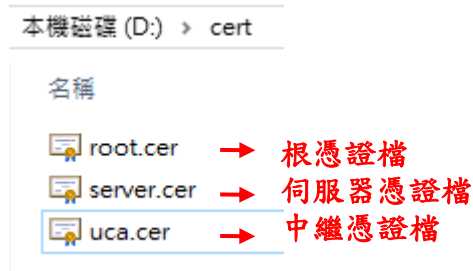 本機磁碟 (D:) > cert
名稱
root.cer → 根憑證檔
server.cer → 伺服器憑證檔
uca.cer → 中繼憑證檔